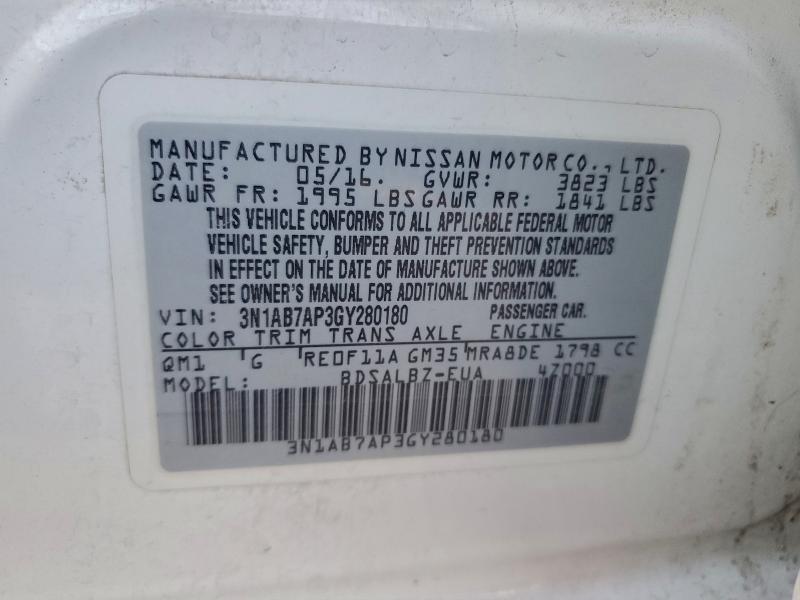 MANUFACTURED BY NISSAN MOTOR CO., LTD.
DATE: 05/16. GVWR: 3823 LBS
GAWR FR: 1995 LBS GAWR RR: 1841 LBS
THIS VEHICLE CONFORMS TO ALL APPLICABLE FEDERAL MOTOR
VEHICLE SAFETY, BUMPER AND THEFT PREVENTION STANDARDS
IN EFFECT ON THE DATE OF MANUFACTURE SHOWN ABOVE.
SEE OWNER'S MANUAL FOR ADDITIONAL INFORMATION.
VIN: 3N1AB7AP3GY280180 PASSENGER CAR.
COLOR TRIM TRANS AXLE ENGINE
QM1 G RE0F11A GM35 MRA8DE 1798 CC
MODEL: BDSALBZ-EUA 4Z000
3N1AB7AP3GY280180